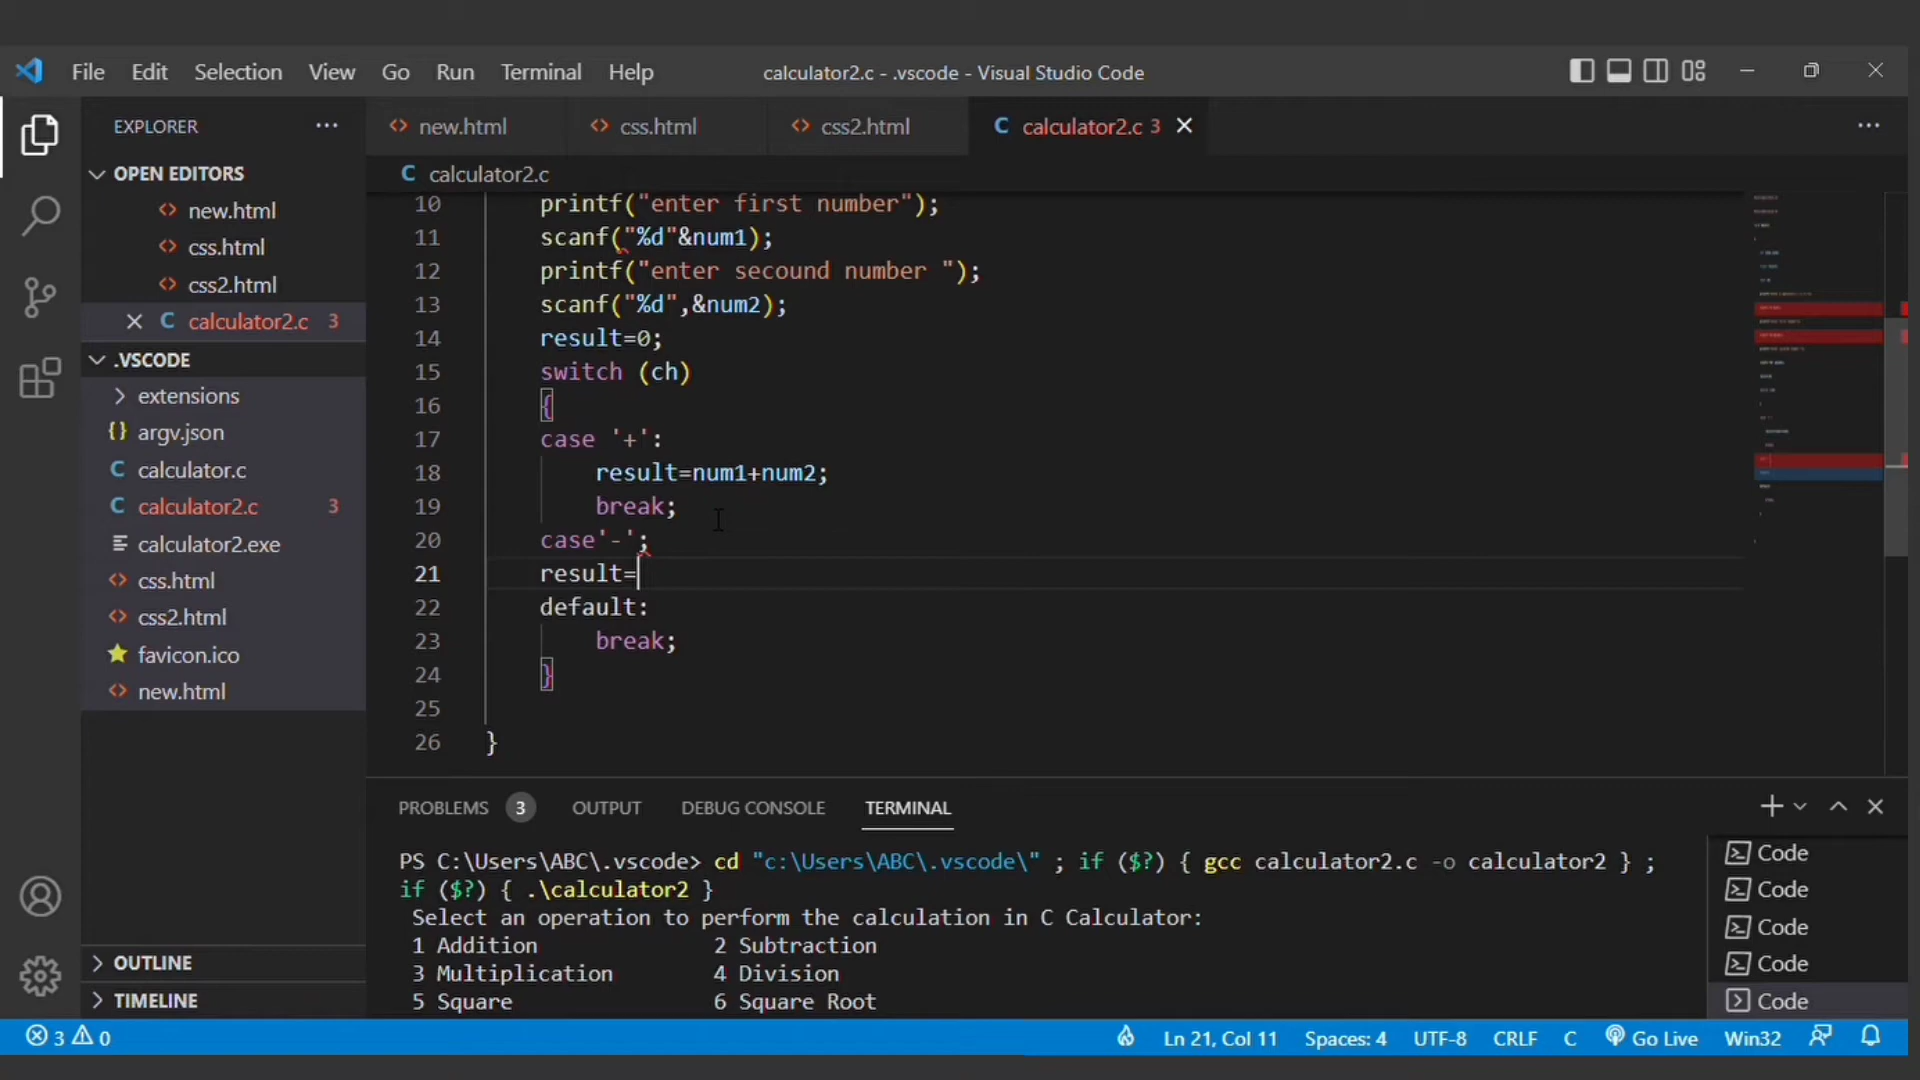 File Edit Selection View Go Run Terminal Help calculator2.c - .vscode - Visual Studio Code
EXPLORER ...
new.html css.html css2.html calculator2.c 3
OPEN EDITORS
new.html
css.html
css2.html
calculator2.c 3
.VSCODE
extensions
argv.json
calculator.c
calculator2.c 3
calculator2.exe
css.html
css2.html
favicon.ico
new.html
OUTLINE
TIMELINE
calculator2.c
10 printf("enter first number");
11 scanf("%d"&num1);
12 printf("enter secound number ");
13 scanf("%d",&num2);
14 result=0;
15 switch (ch)
16 {
17 case '+':
18 result=num1+num2;
19 break;
20 case'-';
21 result=
22 default:
23 break;
24 }
25
26 }
PROBLEMS 3 OUTPUT DEBUG CONSOLE TERMINAL
PS C:\Users\ABC\.vscode> cd "c:\Users\ABC\.vscode\" ; if ($?) { gcc calculator2.c -o calculator2 } ;
if ($?) { .\calculator2 }
Select an operation to perform the calculation in C Calculator:
1 Addition 2 Subtraction
3 Multiplication 4 Division
5 Square 6 Square Root
Code
Code
Code
Code
Code
3 0 Ln 21, Col 11 Spaces: 4 UTF-8 CRLF C Go Live Win32